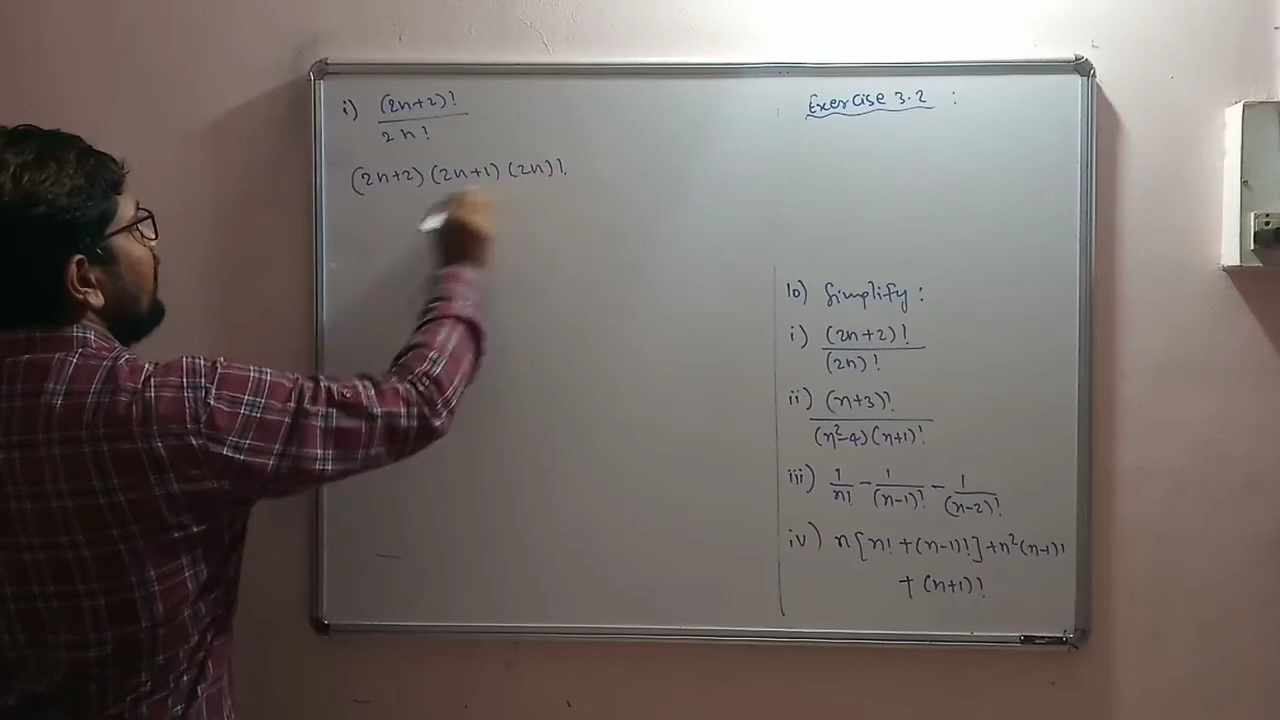 i) (2n+2)!
2n!
(2n+2) (2n+1) (2n)!
Exercise 3.2 :
10) Simplify :
i) (2n+2)!
(2n)!
ii) (n+3)!
(n²-4)(n+1)!
iii) 1/n! - 1/(n-1)! - 1/(n-2)!
iv) n[n! + (n-1)!] + n²(n-1)!
+ (n+1)!